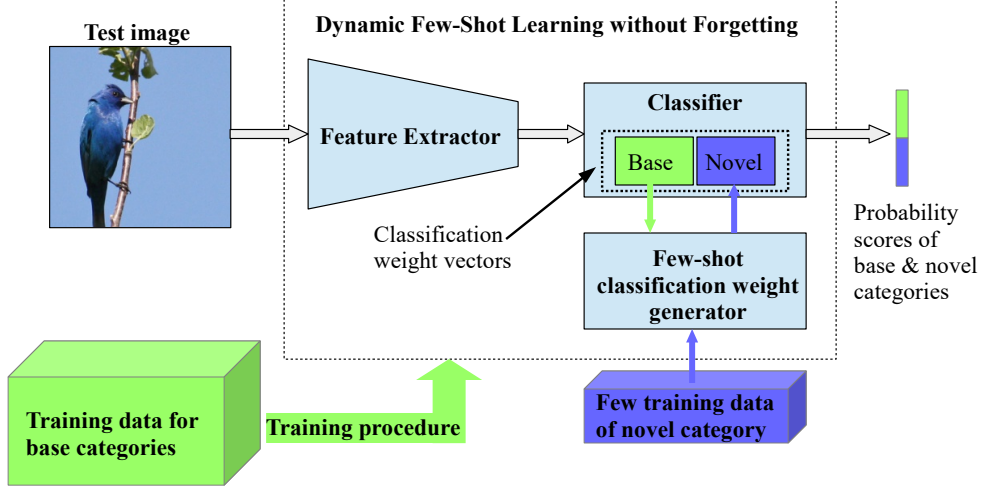 Dynamic Few-Shot Learning without Forgetting
Test image
Feature Extractor
Classifier
Base
Novel
Classification
weight vectors
Few-shot
classification weight
generator
Probability
scores of
base & novel
categories
Training data for
base categories
Training procedure
Few training data
of novel category